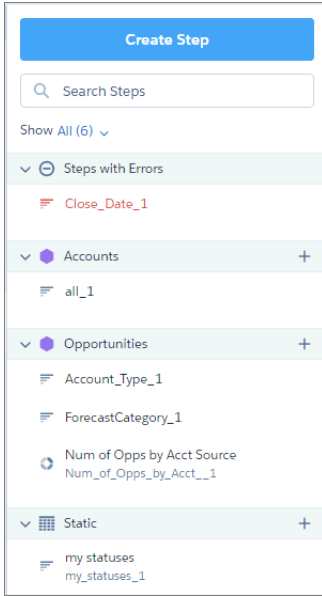 Create Step
Search Steps
Show All (6)
Steps with Errors
Close_Date_1
Accounts
all_1
Opportunities
Account_Type_1
ForecastCategory_1
Num of Opps by Acct Source
Num_of_Opps_by_Acct__1
Static
my statuses
my_statuses_1